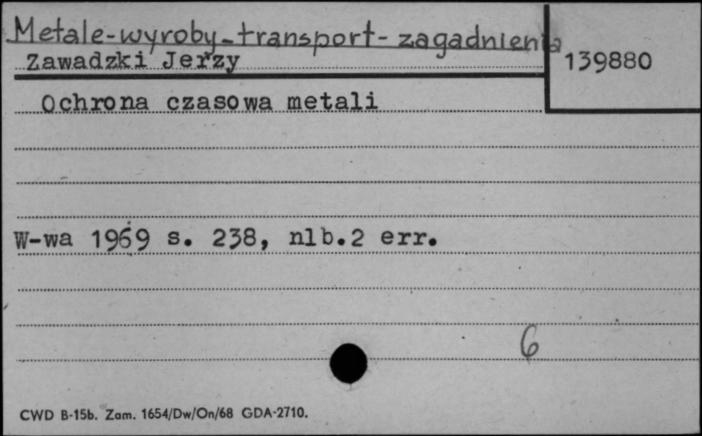 Metale-wyroby-transport-zagadnienia
Zawadzki Jerzy
139880
Ochrona czasowa metali
W-wa 1969 s. 238, nlb.2 err.
6
CWD B-15b. Zam. 1654/Dw/On/68 GDA-2710.